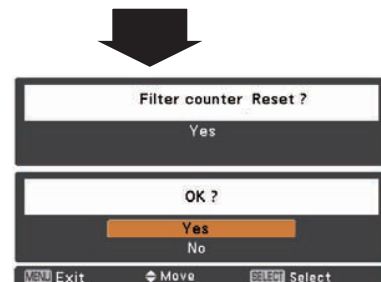 Filter counter Reset ?
Yes
OK ?
Yes
No
MENU Exit Move SELECT Select